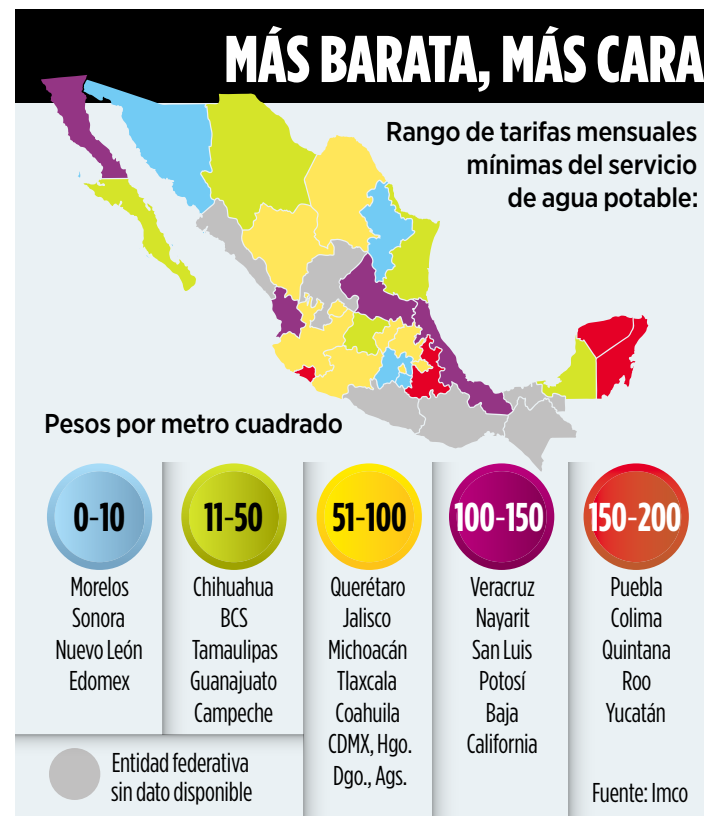 MÁS BARATA, MÁS CARA
Rango de tarifas mensuales
mínimas del servicio
de agua potable:
Pesos por metro cuadrado
0-10
Morelos
Sonora
Nuevo León
Edomex
11-50
Chihuahua
BCS
Tamaulipas
Guanajuato
Campeche
51-100
Querétaro
Jalisco
Michoacán
Tlaxcala
Coahuila
CDMX, Hgo.
Dgo., Ags.
100-150
Veracruz
Nayarit
San Luis
Potosí
Baja
California
150-200
Puebla
Colima
Quintana
Roo
Yucatán
Entidad federativa
sin dato disponible
Fuente: Imco